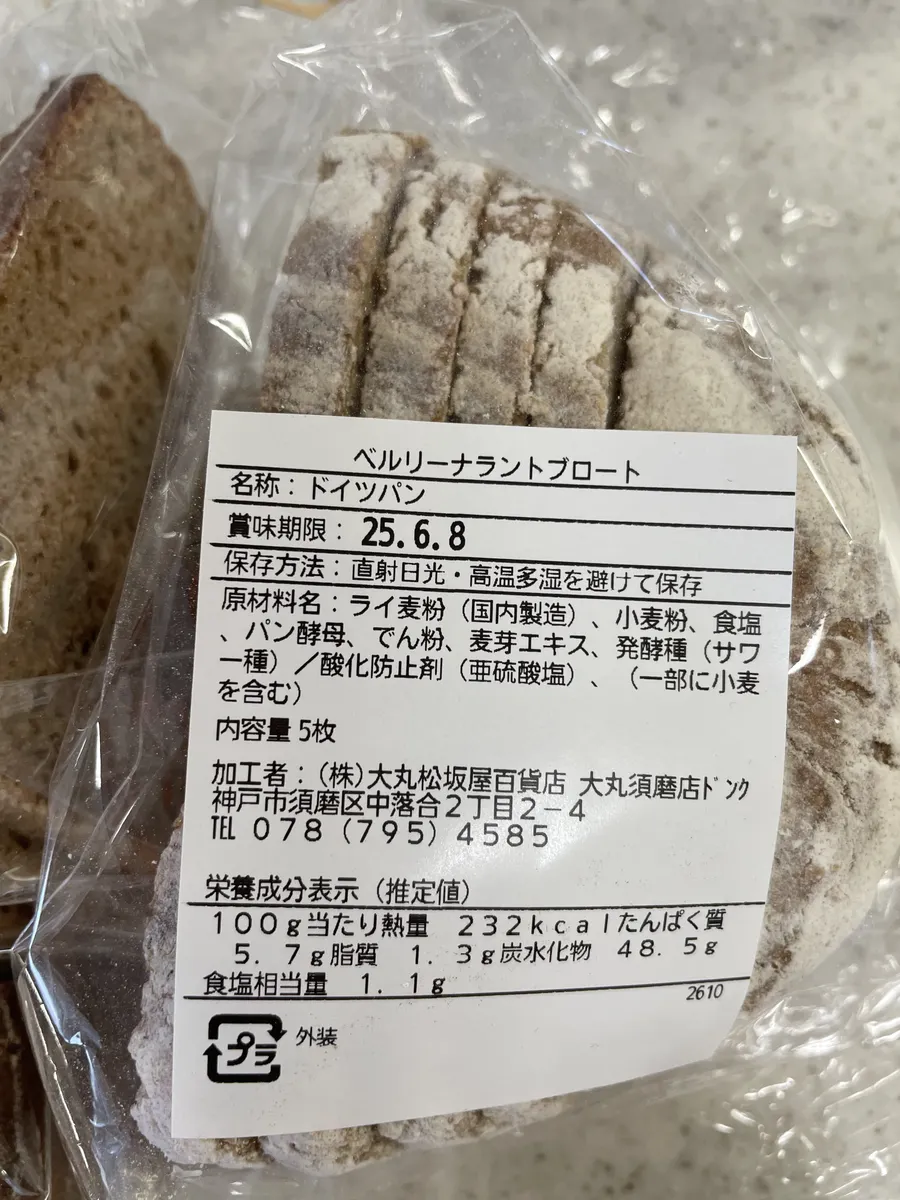 ベルリーナラントブロート
名称：ドイツパン
賞味期限： 25.6.8
保存方法：直射日光・高温多湿を避けて保存
原材料名：ライ麦粉（国内製造）、小麦粉、食塩
、パン酵母、でん粉、麦芽エキス、発酵種（サワ
ー種）／酸化防止剤（亜硫酸塩）、（一部に小麦
を含む）
内容量 5枚
加工者：（株）大丸松坂屋百貨店 大丸須磨店ﾄﾞﾝｸ
神戸市須磨区中落合２丁目２－４
TEL ０７８（７９５）４５８５
栄養成分表示（推定値）
１００ｇ当たり熱量 ２３２ｋｃａｌたんぱく質
５．７ｇ脂質 １．３ｇ炭水化物 ４８．５ｇ
食塩相当量 １．１ｇ
2610
プラ 外装